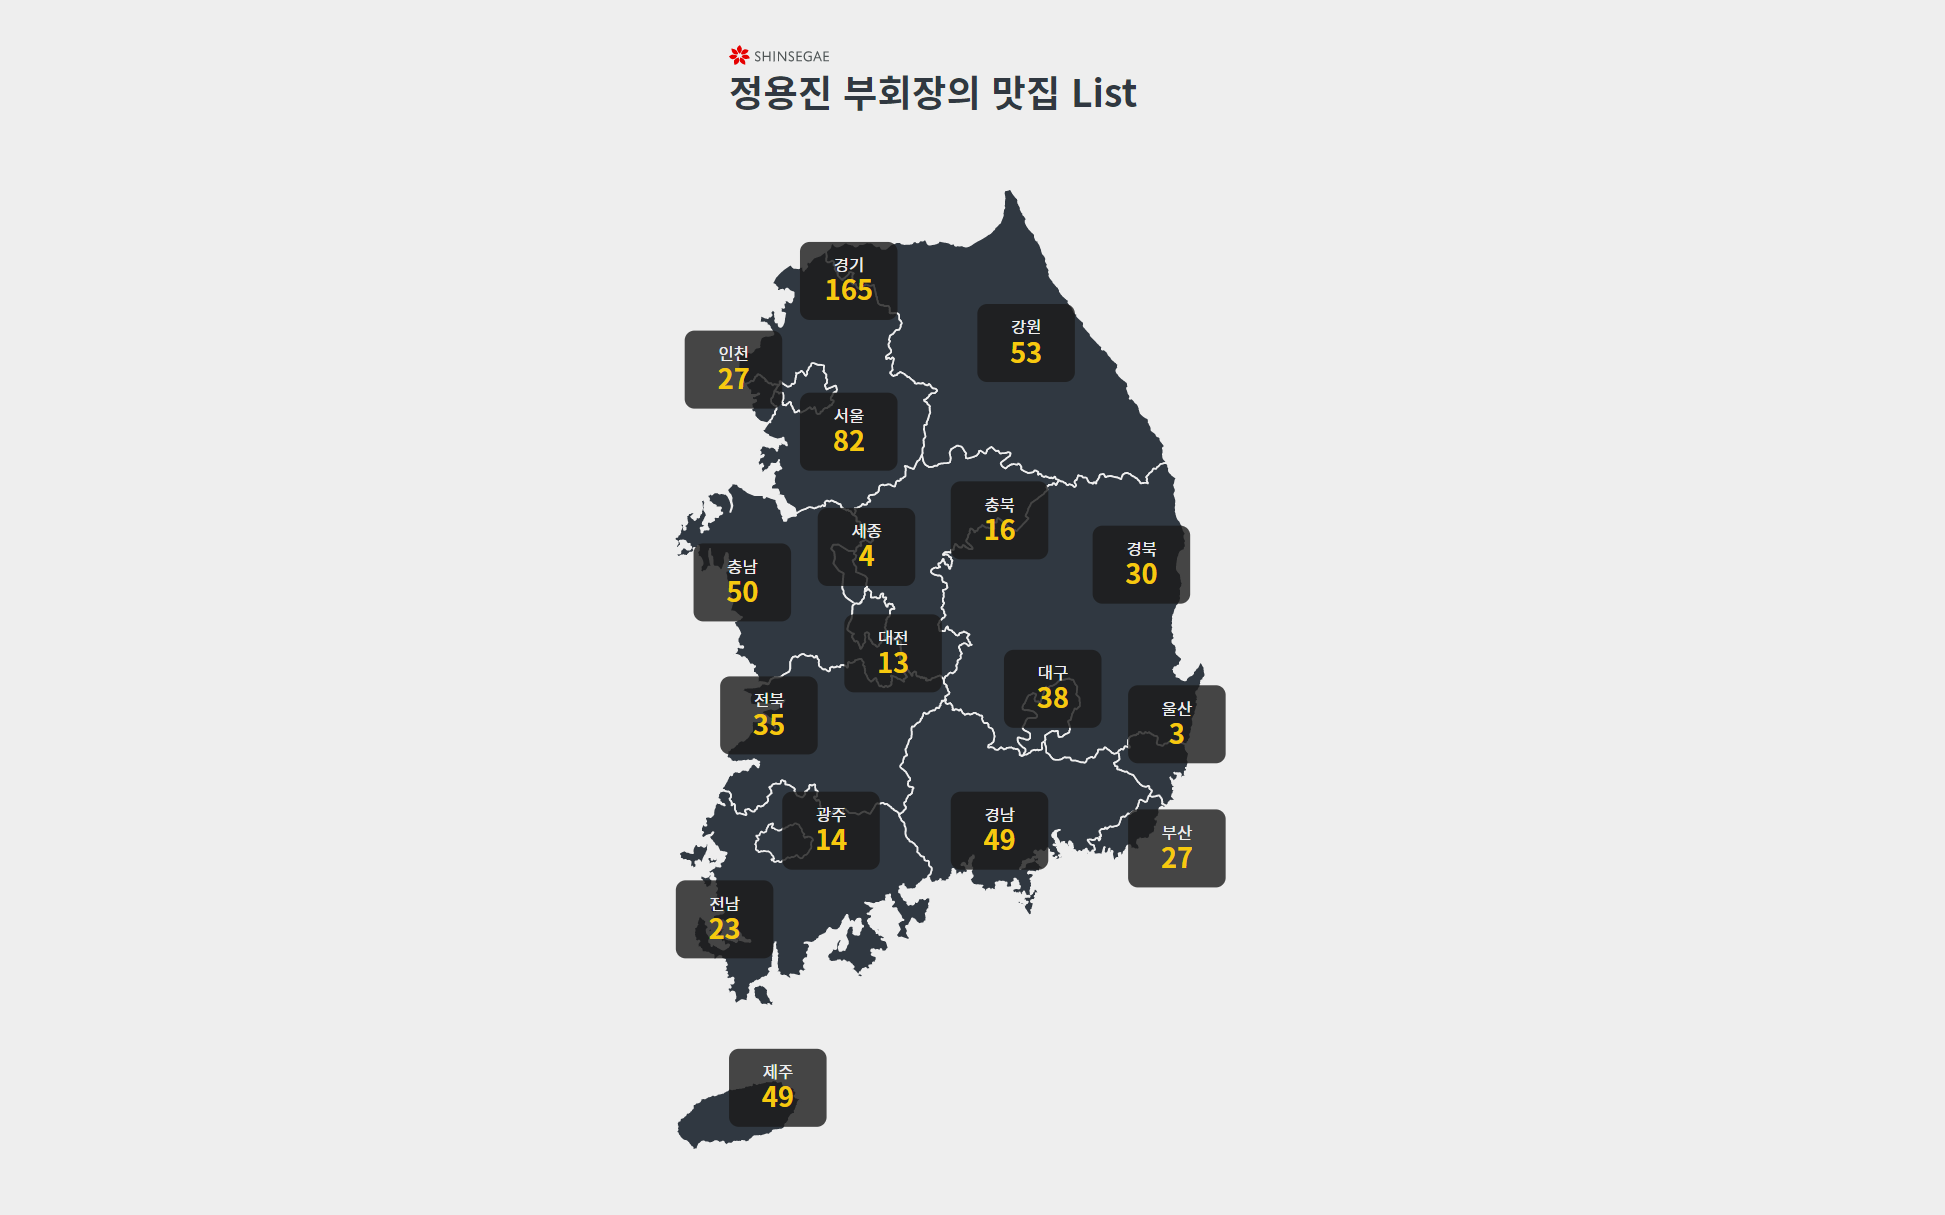 SHINSEGAE
정용진 부회장의 맛집 List
경기
165
강원
53
인천
27
서울
82
충북
16
세종
4
경북
30
충남
50
대전
13
대구
38
전북
35
울산
3
광주
14
경남
49
부산
27
전남
23
제주
49